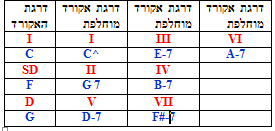 דרגת האקורד דרגת אקורד מוחלפת דרגת אקורד מוחלפת דרגת אקורד מוחלפת
I I III VI
C C^ E-7 A-7
SD II IV
F G 7 B-7
D V VII
G D-7 F#-7